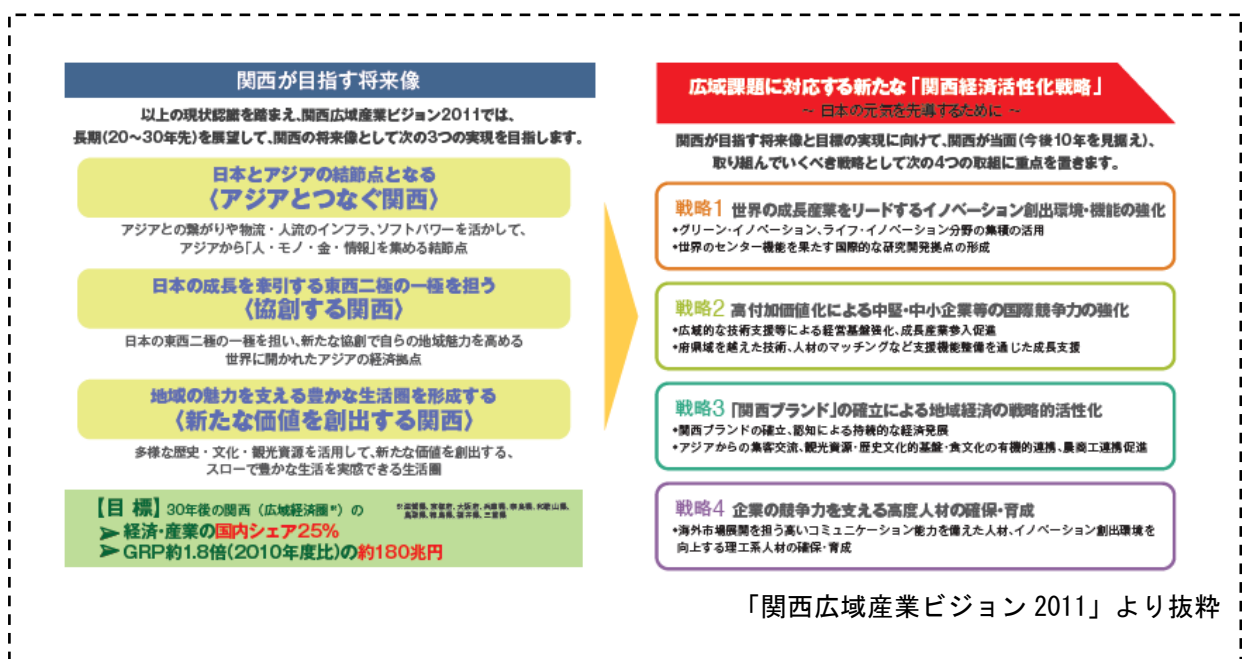 関西が目指す将来像
以上の現状認識を踏まえ、関西広域産業ビジョン2011では、
長期(20～30年先)を展望して、関西の将来像として次の3つの実現を目指します。
日本とアジアの結節点となる
〈アジアとつなぐ関西〉
アジアとの繋がりや物流・人流のインフラ、ソフトパワーを活かして、
アジアから「人・モノ・金・情報」を集める結節点
日本の成長を牽引する東西二極の一極を担う
〈協創する関西〉
日本の東西二極の一極を担い、新たな協創で自らの地域魅力を高める
世界に開かれたアジアの経済拠点
地域の魅力を支える豊かな生活圏を形成する
〈新たな価値を創出する関西〉
多様な歴史・文化・観光資源を活用して、新たな価値を創出する、
スローで豊かな生活を実感できる生活圏
【目 標】30年後の関西（広域経済圏※）の
※:滋賀県、京都府、大阪府、兵庫県、奈良県、和歌山県、
鳥取県、徳島県、福井県、三重県
➤ 経済・産業の国内シェア25%
➤ GRP約1.8倍(2010年度比)の約180兆円
広域課題に対応する新たな「関西経済活性化戦略」
～ 日本の元気を先導するために ～
関西が目指す将来像と目標の実現に向けて、関西が当面(今後10年を見据え)、
取り組んでいくべき戦略として次の4つの取組に重点を置きます。
戦略1 世界の成長産業をリードするイノベーション創出環境・機能の強化
•グリーン・イノベーション、ライフ・イノベーション分野の集積の活用
•世界のセンター機能を果たす国際的な研究開発拠点の形成
戦略2 高付加価値化による中堅・中小企業等の国際競争力の強化
•広域的な技術支援等による経営基盤強化、成長産業参入促進
•府県域を越えた技術、人材のマッチングなど支援機能整備を通じた成長支援
戦略3 「関西ブランド」の確立による地域経済の戦略的活性化
•関西ブランドの確立、認知による持続的な経済発展
•アジアからの集客交流、観光資源・歴史文化的基盤・食文化の有機的連携、農商工連携促進
戦略4 企業の競争力を支える高度人材の確保・育成
•海外市場展開を担う高いコミュニケーション能力を備えた人材、イノベーション創出環境を
向上する理工系人材の確保・育成
「関西広域産業ビジョン 2011」より抜粋